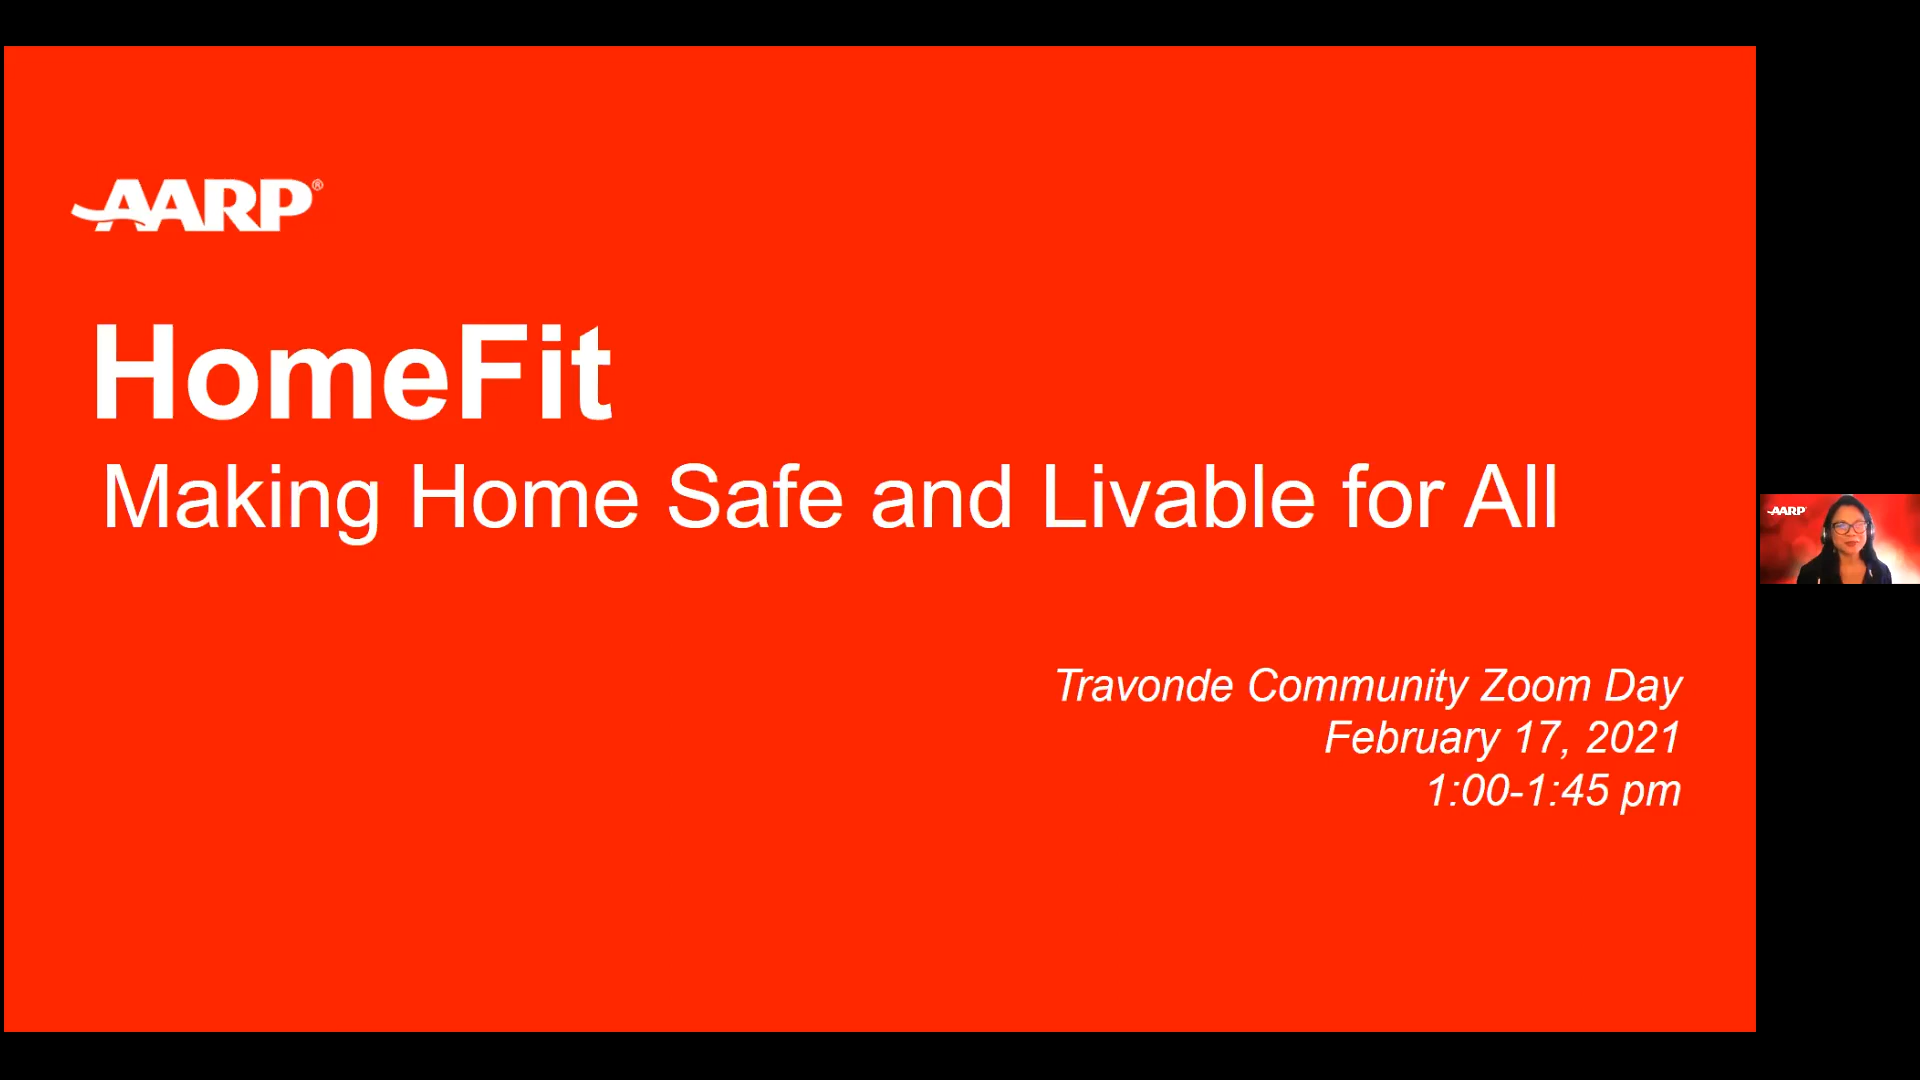 AARP®
HomeFit
Making Home Safe and Livable for All
AARP
Travonde Community Zoom Day
February 17, 2021
1:00-1:45 pm